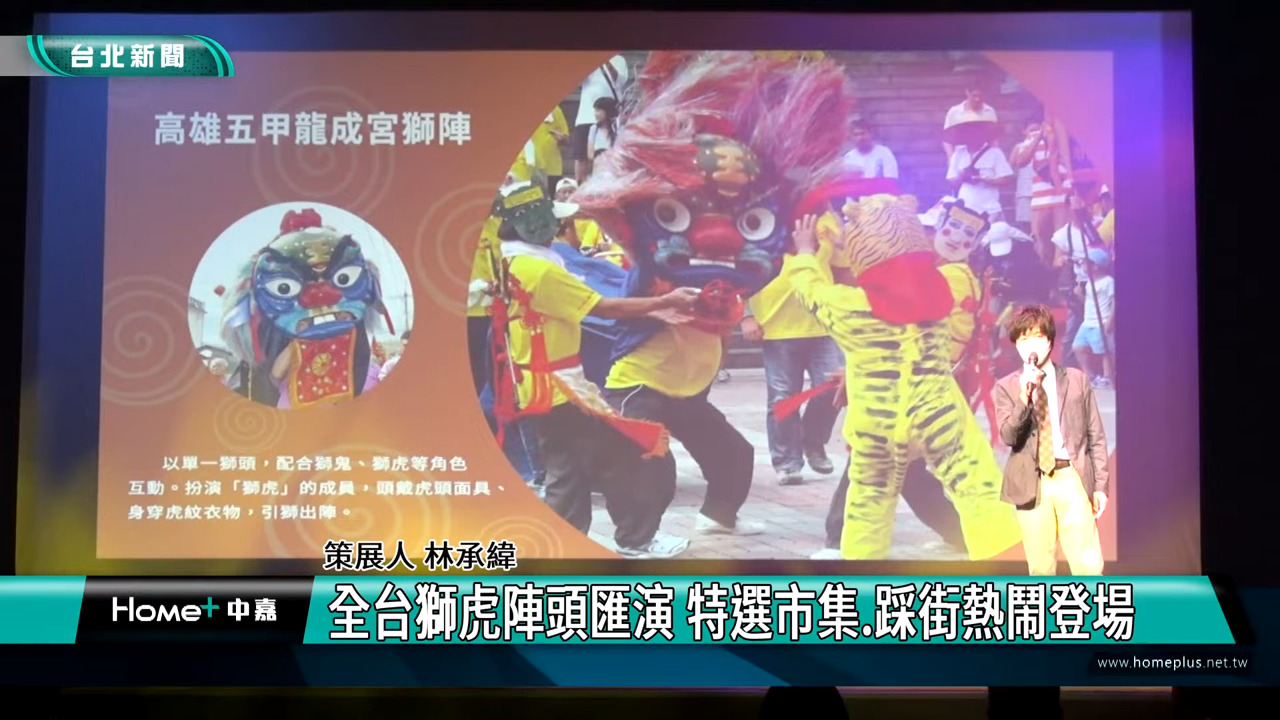 台北新聞
高雄五甲龍成宮獅陣
以單一獅頭，配合獅鬼、獅虎等角色
互動。扮演「獅虎」的成員，頭戴虎頭面具、
身穿虎紋衣物，引獅出陣。
策展人 林承緯
Home+ 中嘉
全台獅虎陣頭匯演 特選市集.踩街熱鬧登場
www.homeplus.net.tw